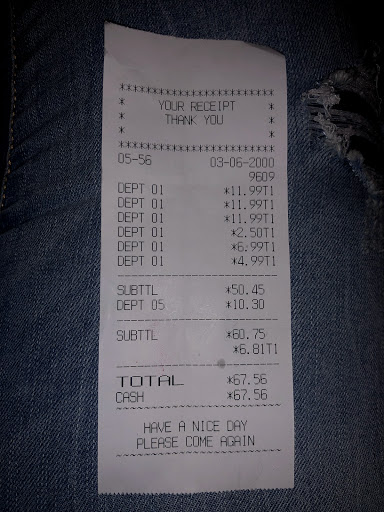 ************************
* YOUR RECEIPT *
* THANK YOU *
* *
************************
05-56 03-06-2000
9609
DEPT 01 *11.99T1
DEPT 01 *11.99T1
DEPT 01 *11.99T1
DEPT 01 *2.50T1
DEPT 01 *6.99T1
DEPT 01 *4.99T1
SUBTTL *50.45
DEPT 05 *10.30
SUBTTL *60.75
*6.81T1
TOTAL *67.56
CASH *67.56
HAVE A NICE DAY
PLEASE COME AGAIN